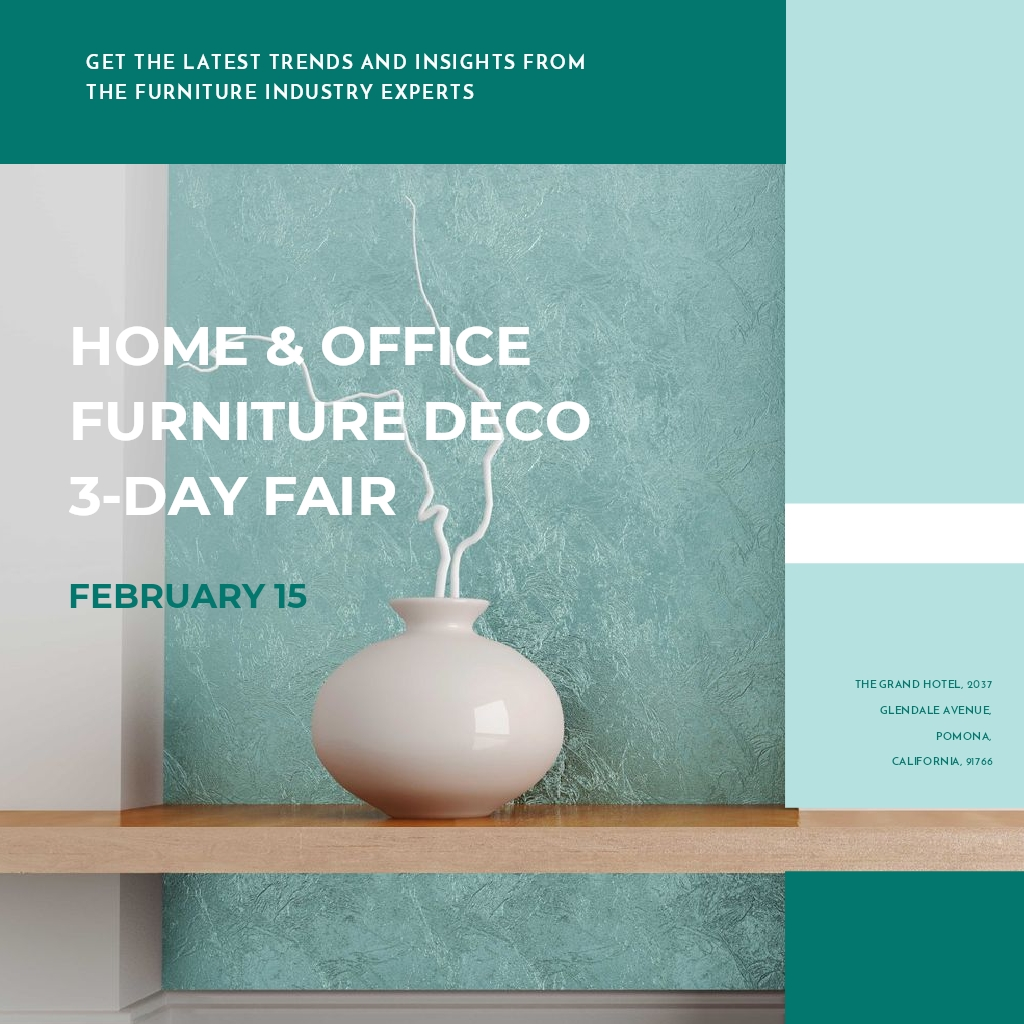 GET THE LATEST TRENDS AND INSIGHTS FROM
THE FURNITURE INDUSTRY EXPERTS
HOME & OFFICE
FURNITURE DECO
3-DAY FAIR
FEBRUARY 15
THE GRAND HOTEL, 2037
GLENDALE AVENUE,
POMONA,
CALIFORNIA, 91766